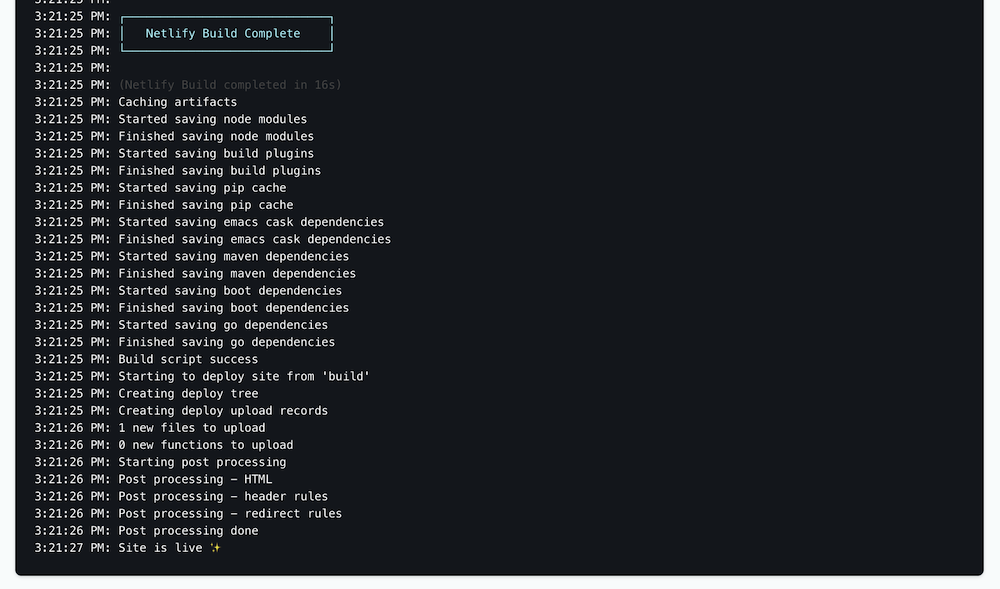 3:21:25 PM:
3:21:25 PM: ┌─────────────────────────────┐
3:21:25 PM: │   Netlify Build Complete    │
3:21:25 PM: └─────────────────────────────┘
3:21:25 PM:
3:21:25 PM: (Netlify Build completed in 16s)
3:21:25 PM: Caching artifacts
3:21:25 PM: Started saving node modules
3:21:25 PM: Finished saving node modules
3:21:25 PM: Started saving build plugins
3:21:25 PM: Finished saving build plugins
3:21:25 PM: Started saving pip cache
3:21:25 PM: Finished saving pip cache
3:21:25 PM: Started saving emacs cask dependencies
3:21:25 PM: Finished saving emacs cask dependencies
3:21:25 PM: Started saving maven dependencies
3:21:25 PM: Finished saving maven dependencies
3:21:25 PM: Started saving boot dependencies
3:21:25 PM: Finished saving boot dependencies
3:21:25 PM: Started saving go dependencies
3:21:25 PM: Finished saving go dependencies
3:21:25 PM: Build script success
3:21:25 PM: Starting to deploy site from 'build'
3:21:25 PM: Creating deploy tree
3:21:25 PM: Creating deploy upload records
3:21:26 PM: 1 new files to upload
3:21:26 PM: 0 new functions to upload
3:21:26 PM: Starting post processing
3:21:26 PM: Post processing – HTML
3:21:26 PM: Post processing – header rules
3:21:26 PM: Post processing – redirect rules
3:21:26 PM: Post processing done
3:21:27 PM: Site is live ✨